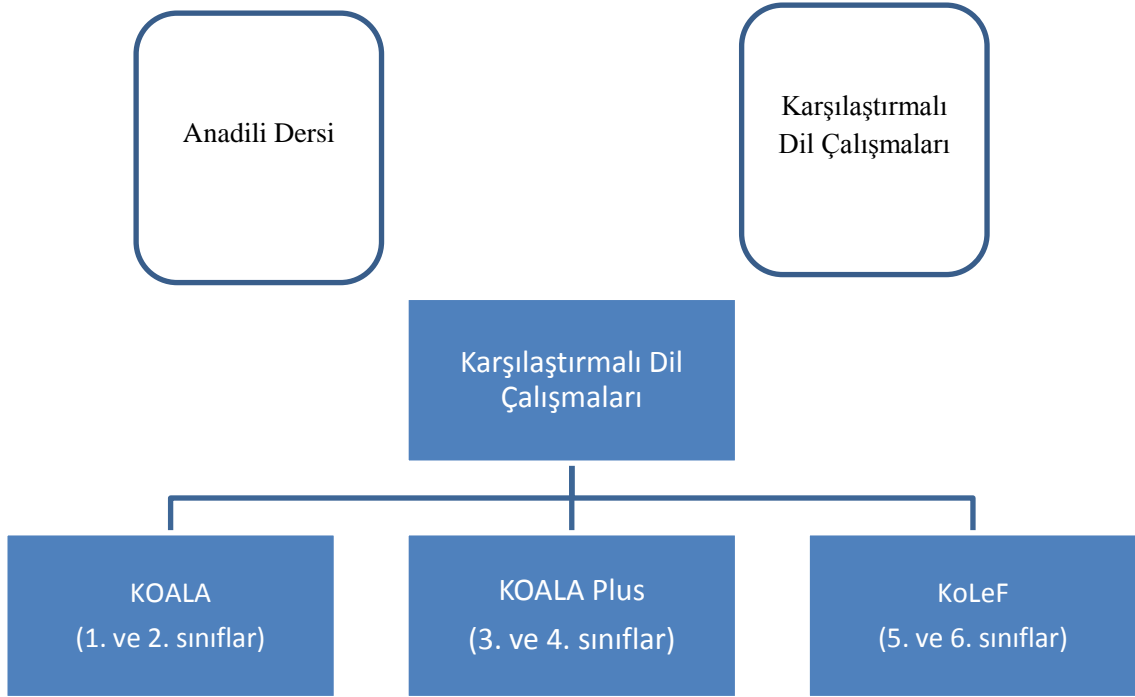 Anadili Dersi
Karşılaştırmalı
Dil Çalışmaları
Karşılaştırmalı Dil
Çalışmaları
KOALA
(1. ve 2. sınıflar)
KOALA Plus
(3. ve 4. sınıflar)
KoLeF
(5. ve 6. sınıflar)